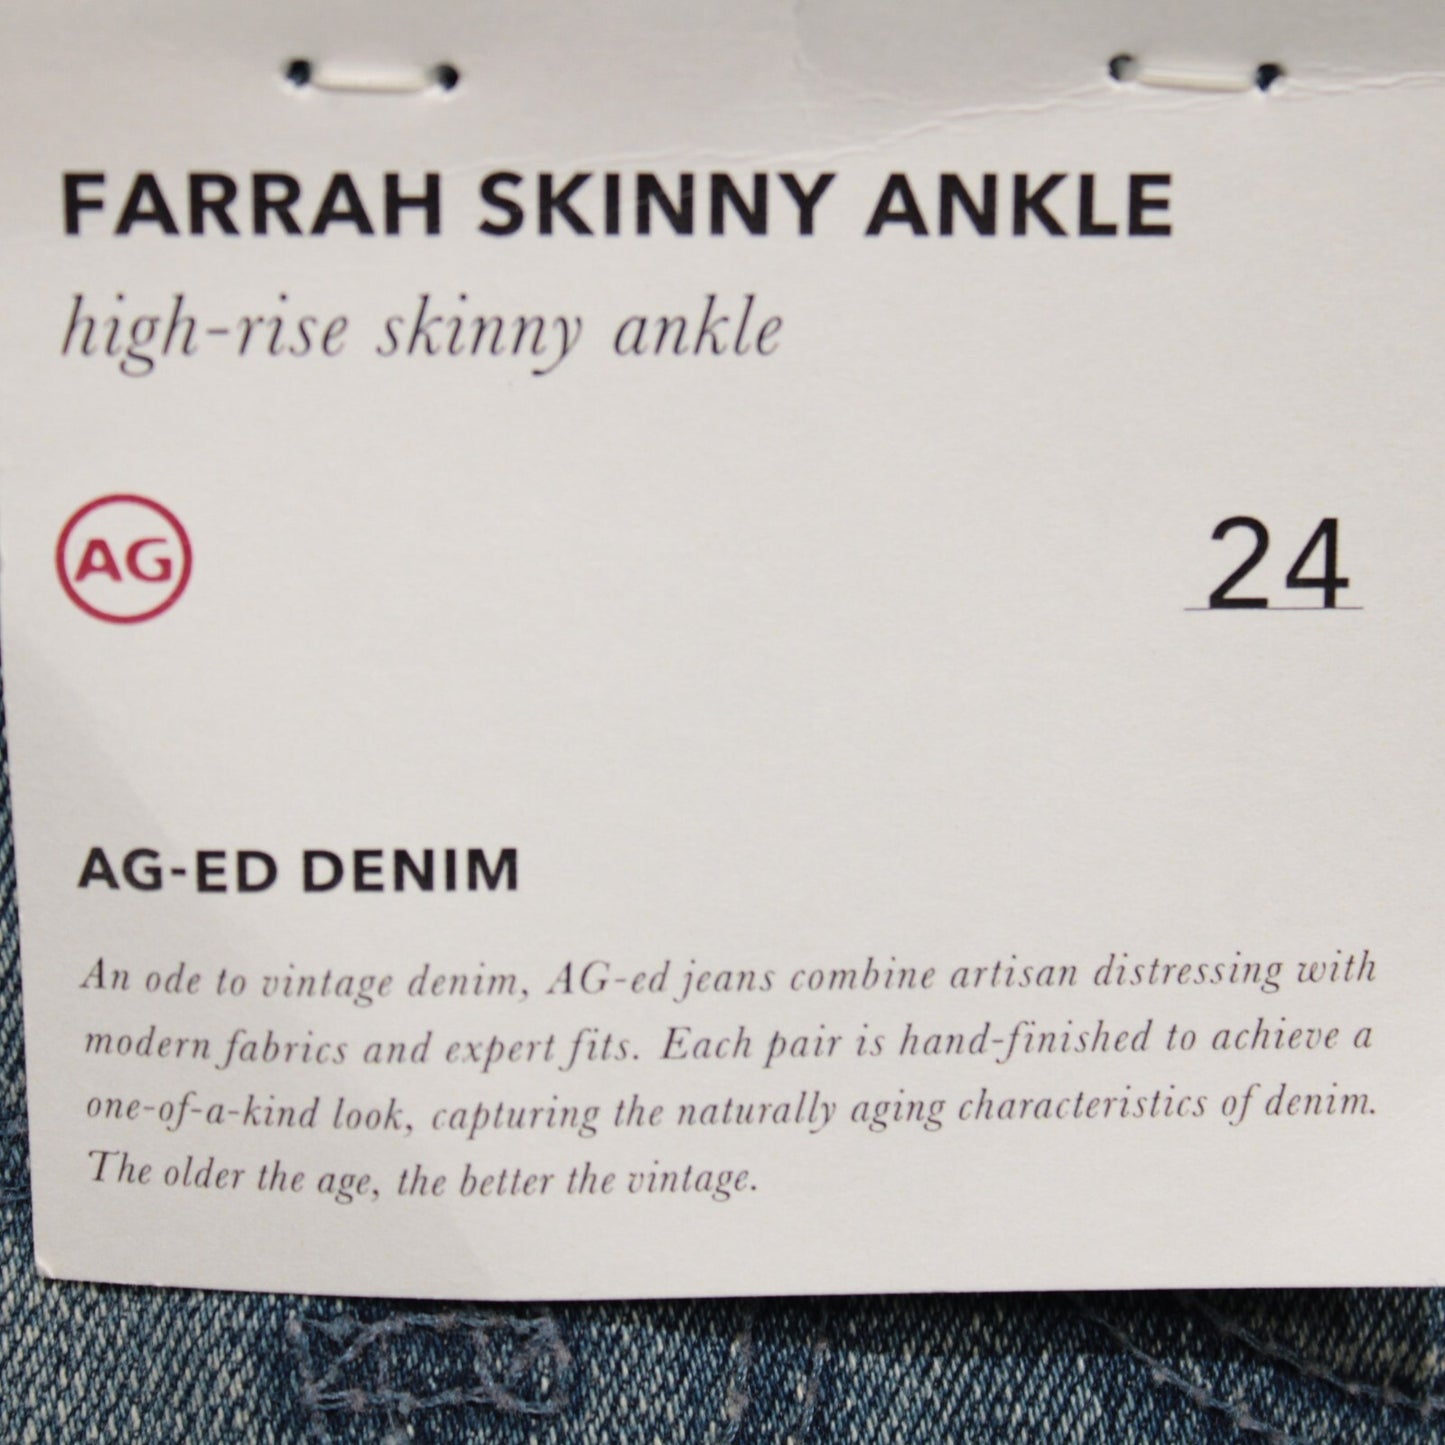 FARRAH SKINNY ANKLE
high-rise skinny ankle
AG
24
AG-ED DENIM
An ode to vintage denim, AG-ed jeans combine artisan distressing with
modern fabrics and expert fits. Each pair is hand-finished to achieve a
one-of-a-kind look, capturing the naturally aging characteristics of denim.
The older the age, the better the vintage.